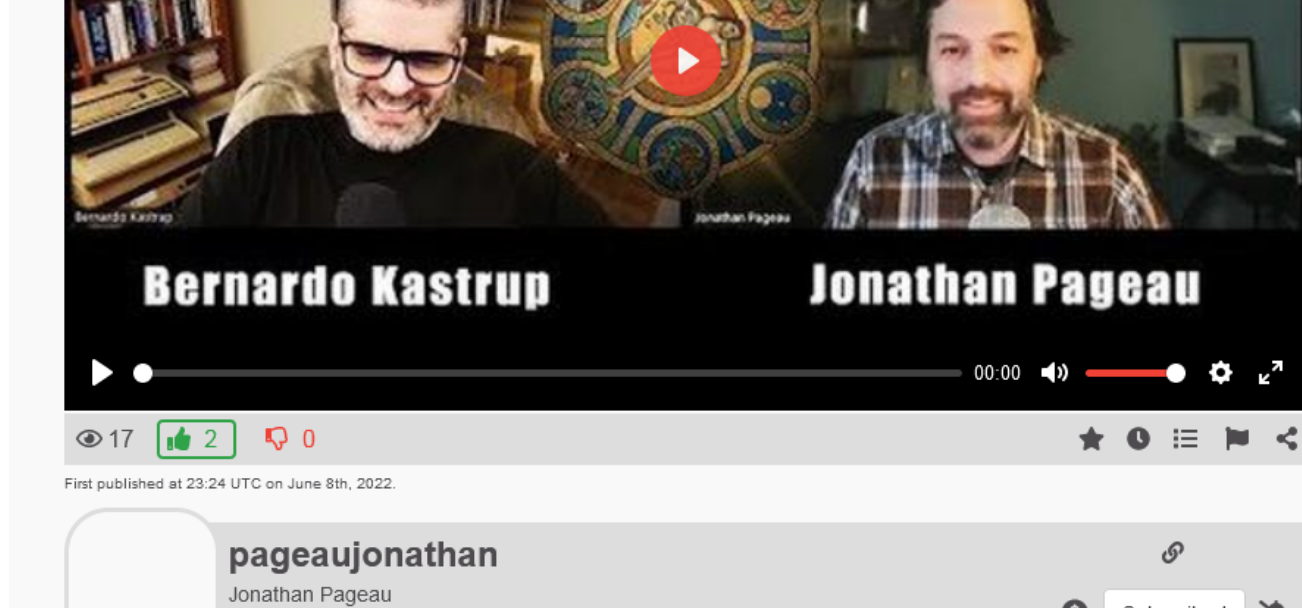 Bernardo Kastrup
Jonathan Pageau
Bernardo Kastrup
Jonathan Pageau
00:00
17
2
0
First published at 23:24 UTC on June 8th, 2022.
pageaujonathan
Jonathan Pageau